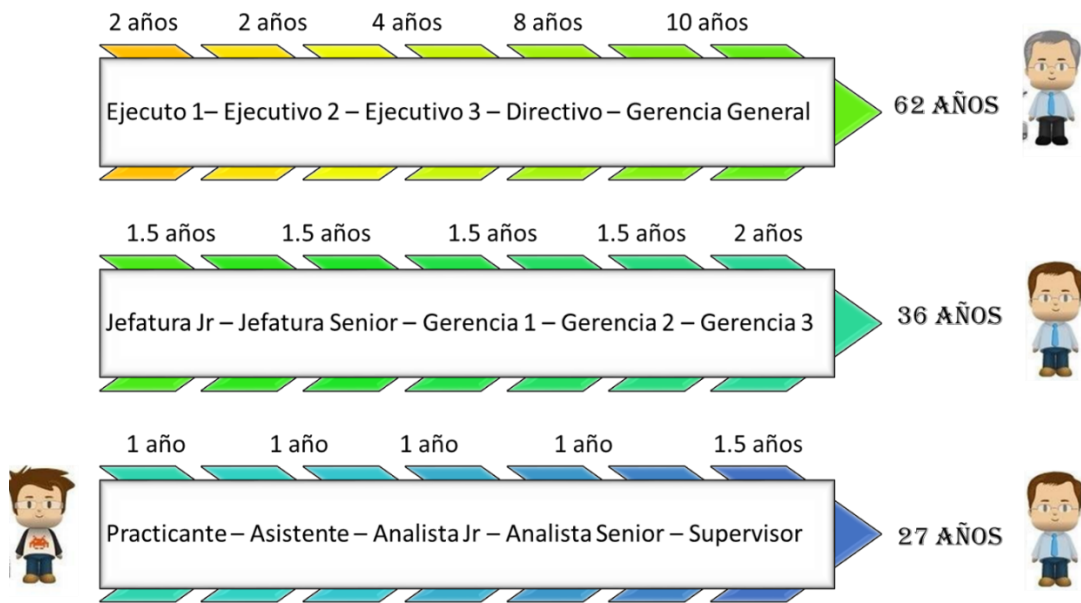 2 años 2 años 4 años 8 años 10 años
Ejecuto 1– Ejecutivo 2 – Ejecutivo 3 – Directivo – Gerencia General
62 AÑOS
1.5 años 1.5 años 1.5 años 1.5 años 2 años
Jefatura Jr – Jefatura Senior – Gerencia 1 – Gerencia 2 – Gerencia 3
36 AÑOS
1 año 1 año 1 año 1 año 1.5 años
Practicante – Asistente – Analista Jr – Analista Senior – Supervisor
27 AÑOS